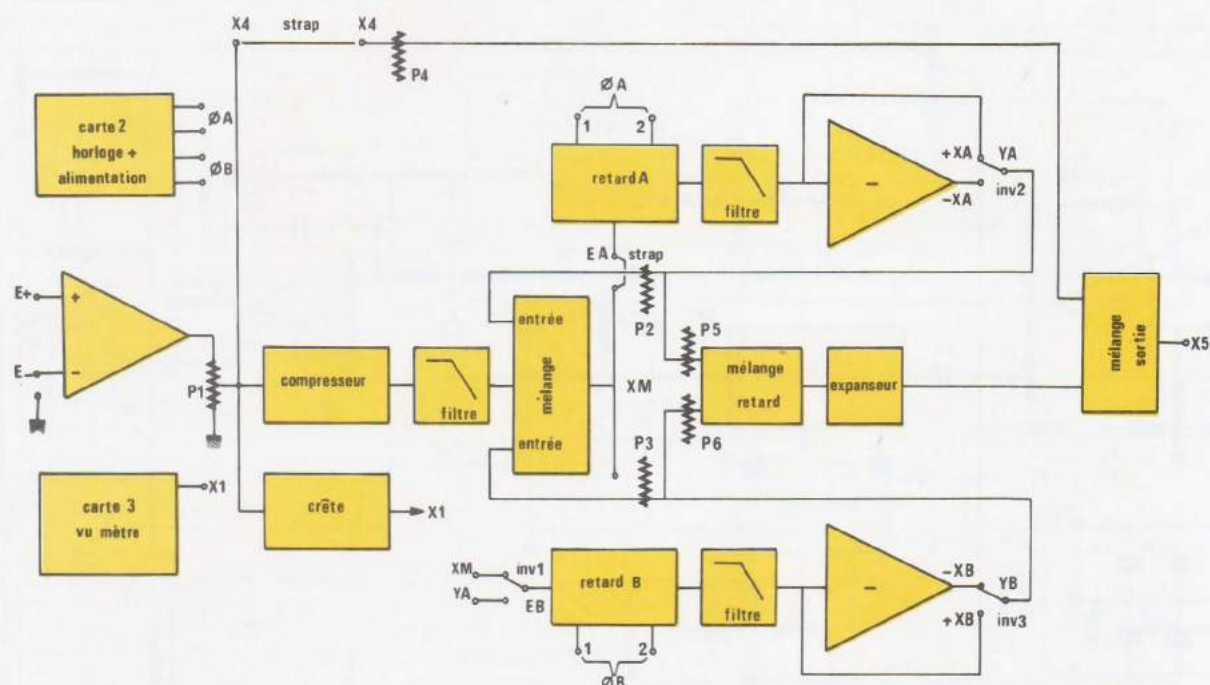 X4 strap X4
P4
carte 2
horloge +
alimentation
ØA
ØB
ØA
1 2
retard A
filtre
−
+XA
−XA
YA
inv2
EA strap
E+
E−
+
−
P1
compresseur
filtre
entrée
mélange
entrée
XM
P2
P5
mélange
retard
expanseur
P3
P6
mélange
sortie
X5
carte 3
vu mètre
X1
crête
X1
XM
YA
inv1
EB
retard B
1 2
ØB
filtre
−
−XB
+XB
YB
inv3